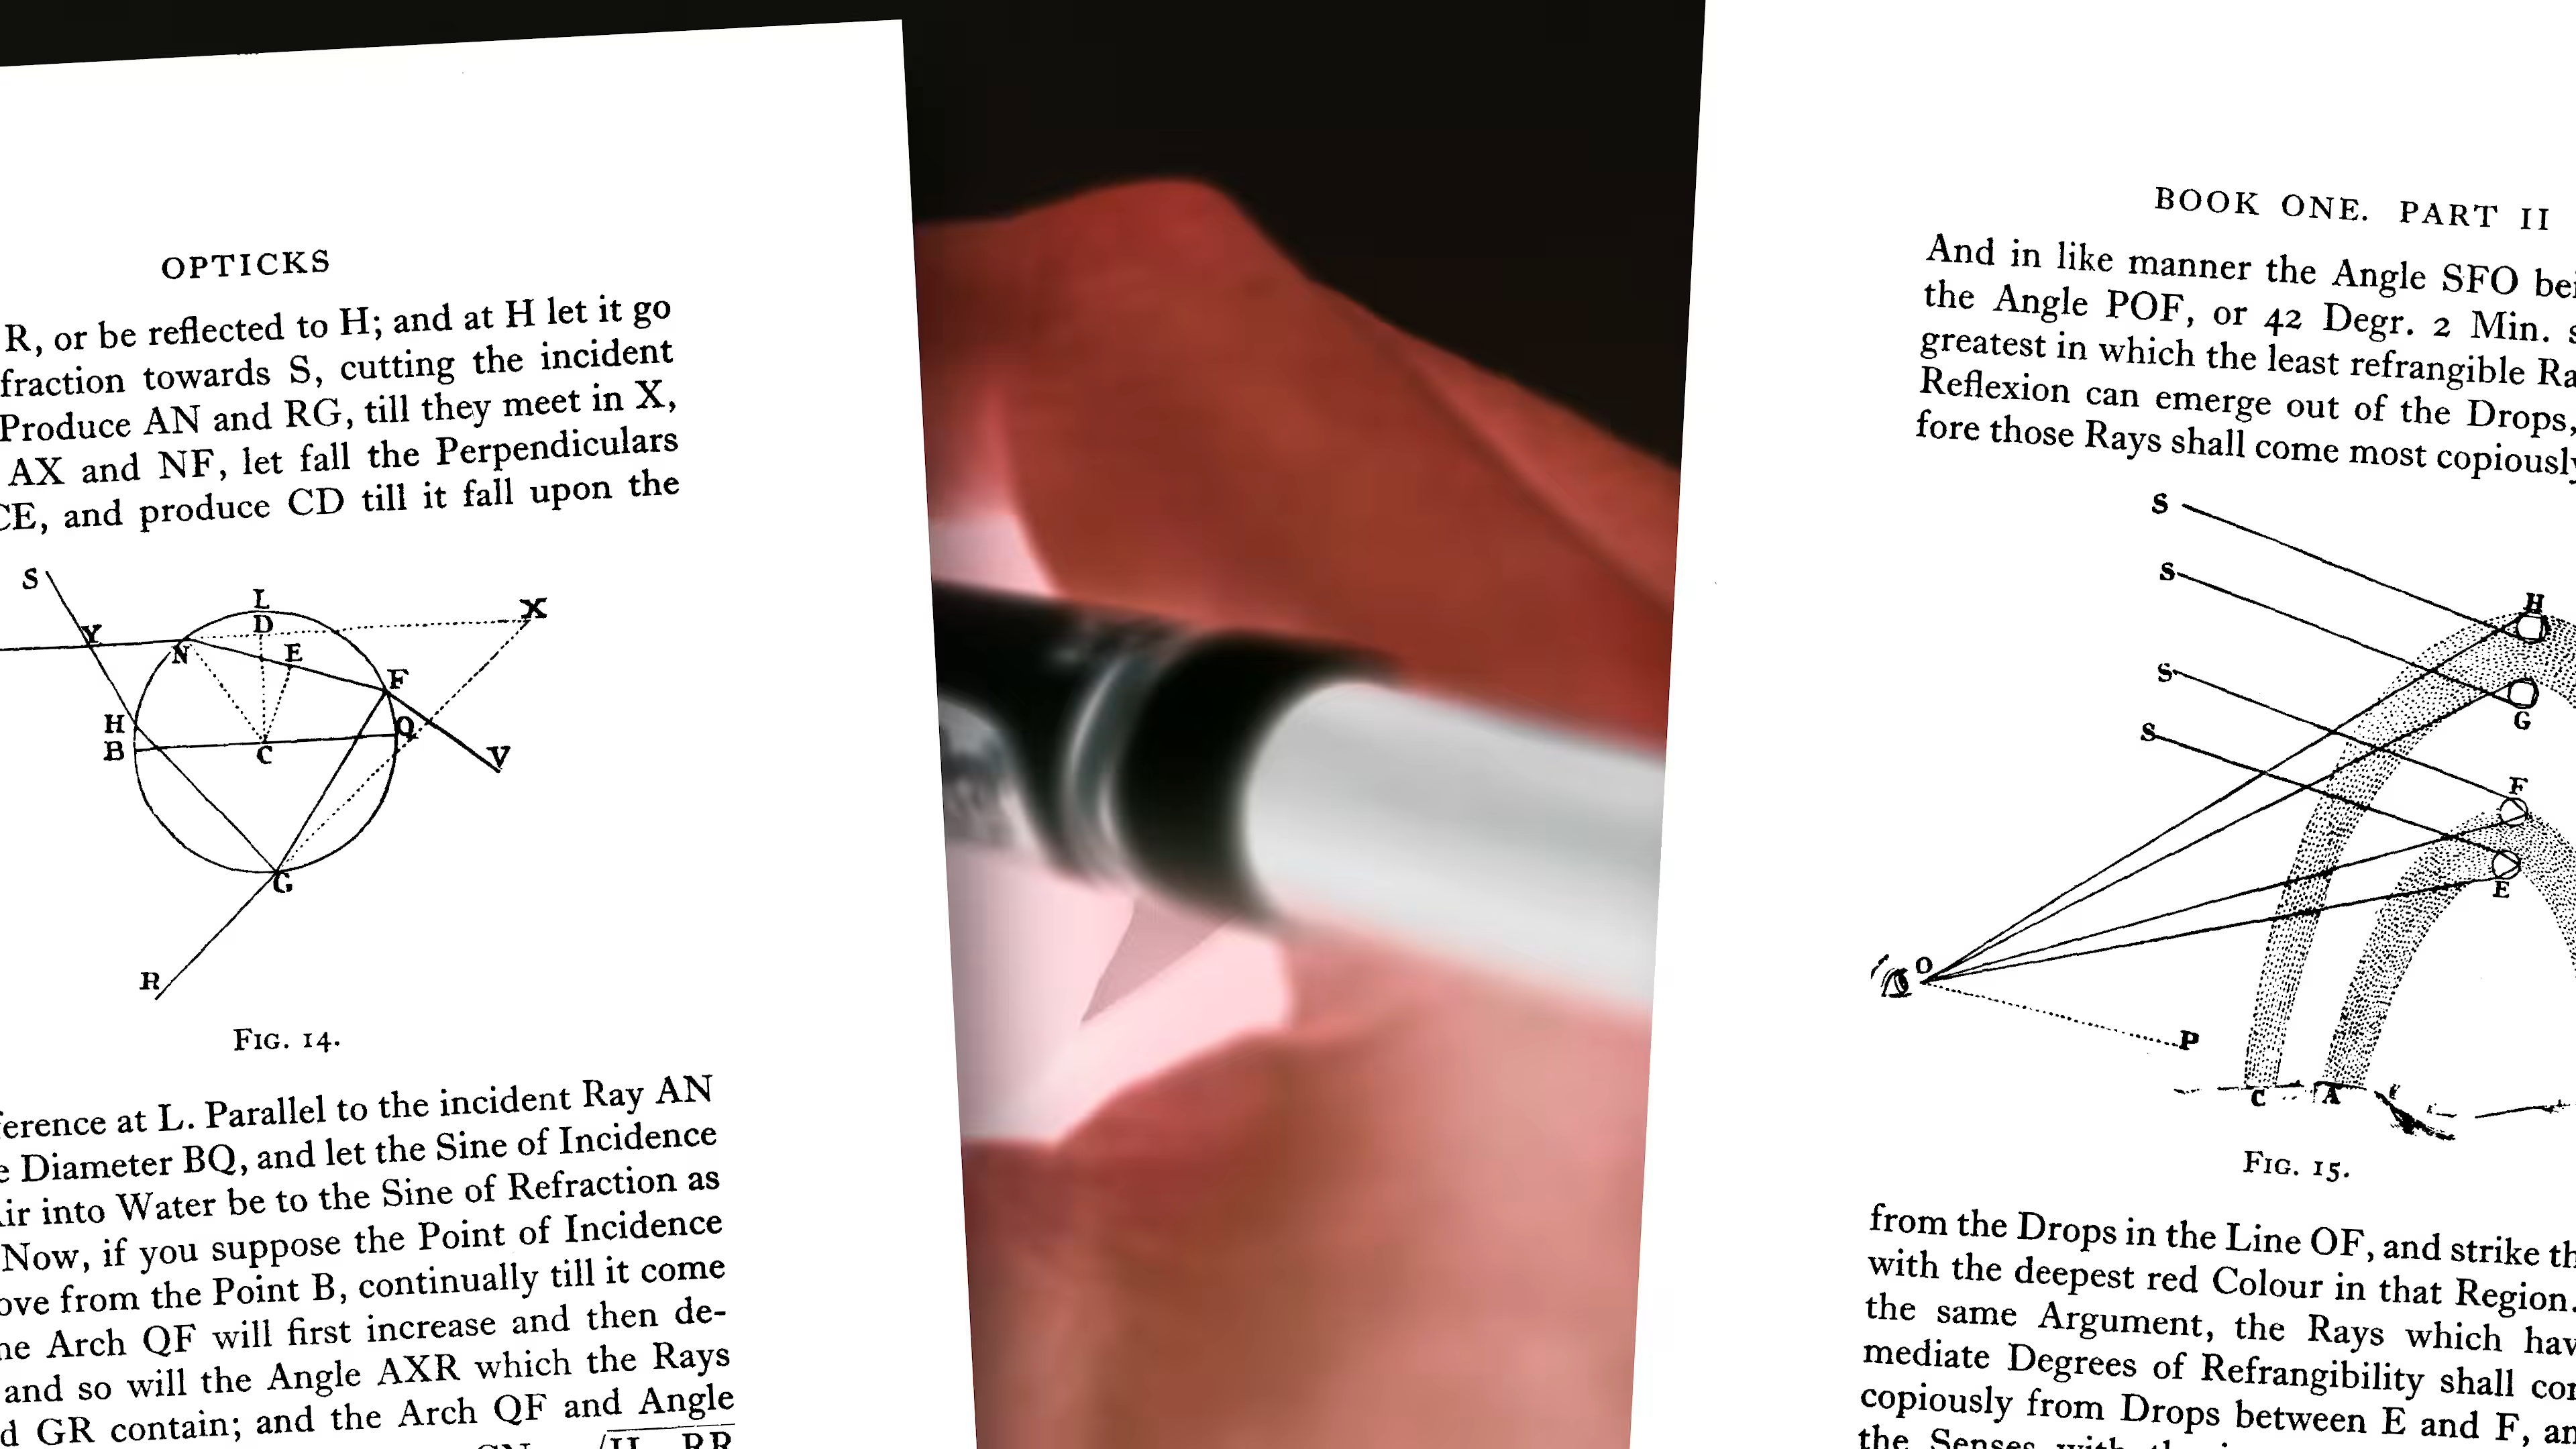 OPTICKS
R, or be reflected to H; and at H let it go
fraction towards S, cutting the incident
Produce AN and RG, till they meet in X,
AX and NF, let fall the Perpendiculars
CE, and produce CD till it fall upon the
S
L
X
D
Y
N
E
F
H
Q
B
C
V
G
R
FIG. 14.
erence at L. Parallel to the incident Ray AN
e Diameter BQ, and let the Sine of Incidence
ir into Water be to the Sine of Refraction as
Now, if you suppose the Point of Incidence
ove from the Point B, continually till it come
he Arch QF will first increase and then de-
and so will the Angle AXR which the Rays
d GR contain; and the Arch QF and Angle
BOOK ONE. PART II
And in like manner the Angle SFO bei
the Angle POF, or 42 Degr. 2 Min. s
greatest in which the least refrangible Ra
Reflexion can emerge out of the Drops,
fore those Rays shall come most copiously
S
S
H
S
G
S
F
E
O
P
C
A
FIG. 15.
from the Drops in the Line OF, and strike th
with the deepest red Colour in that Region.
the same Argument, the Rays which hav
mediate Degrees of Refrangibility shall con
copiously from Drops between E and F, an
the Senses with the